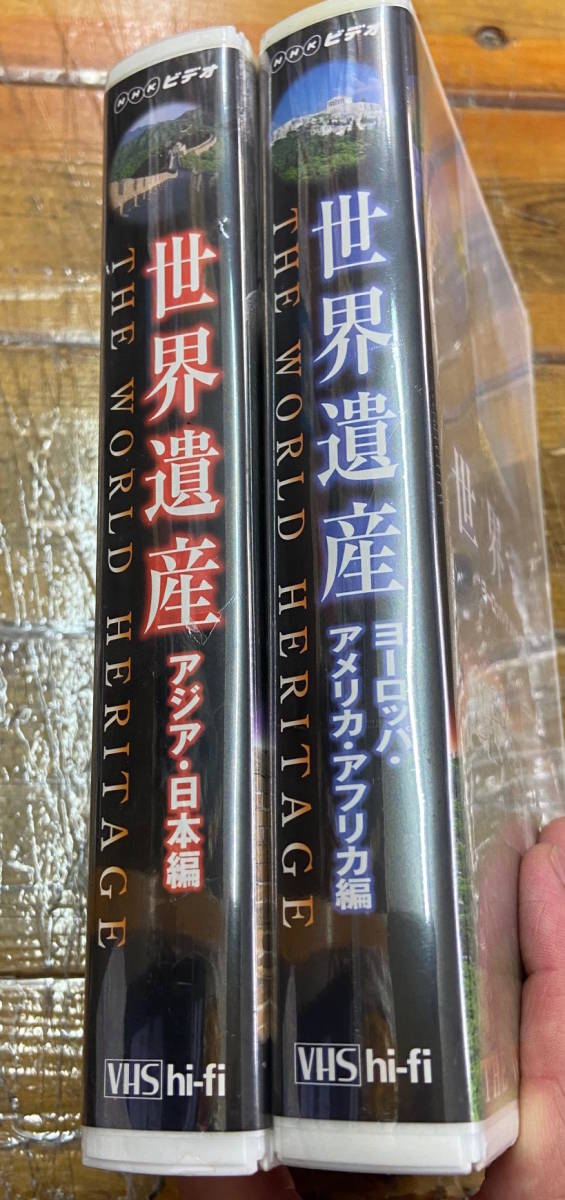 NHKビデオ
世界遺産
アジア・日本編
THE WORLD HERITAGE
VHS hi-fi
NHKビデオ
世界遺産
ヨーロッパ・
アメリカ・アフリカ編
THE WORLD HERITAGE
VHS hi-fi
世界